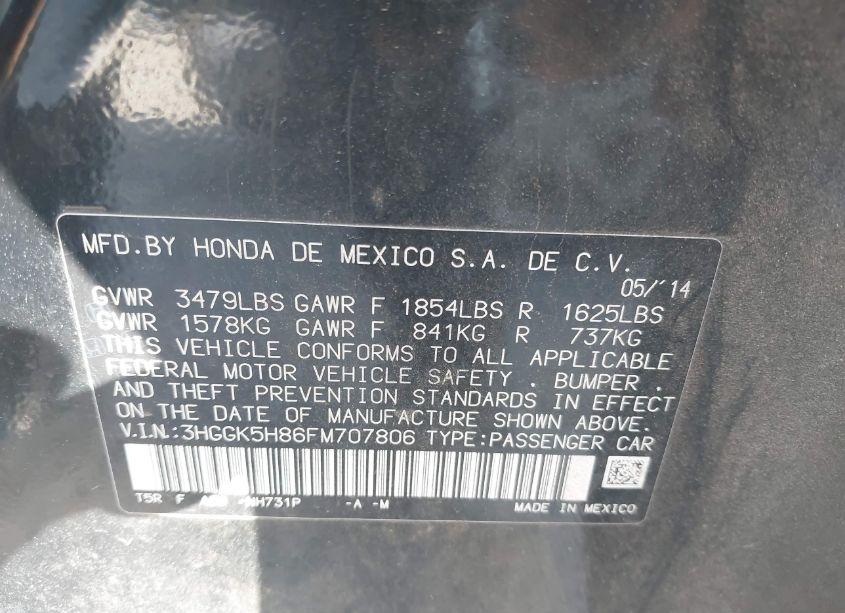 MFD.BY HONDA DE MEXICO S.A. DE C.V.
05/'14
GVWR 3479LBS GAWR F 1854LBS R 1625LBS
GVWR 1578KG GAWR F 841KG R 737KG
THIS VEHICLE CONFORMS TO ALL APPLICABLE
FEDERAL MOTOR VEHICLE SAFETY . BUMPER .
AND THEFT PREVENTION STANDARDS IN EFFECT
ON THE DATE OF MANUFACTURE SHOWN ABOVE.
V.I.N.:3HGGK5H86FM707806 TYPE:PASSENGER CAR
T5R F -NH731P -A -M MADE IN MEXICO